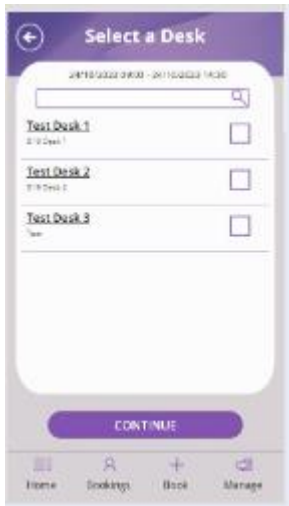 Select a Desk
Test Desk 1
Test Desk 2
Test Desk 3
CONTINUE
Home Bookings Book Manage